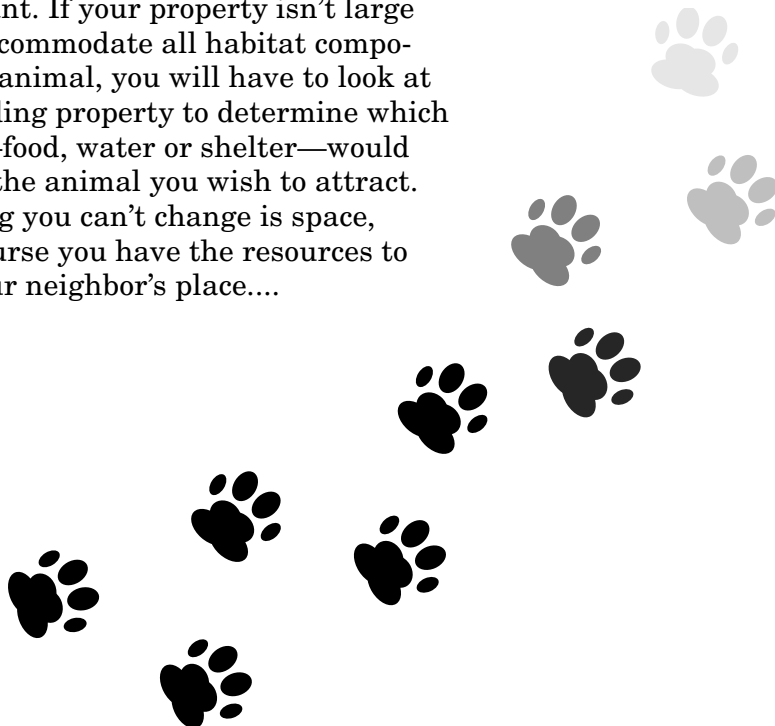 nt. If your property isn’t large
commodate all habitat compo-
animal, you will have to look at
ding property to determine which
–food, water or shelter—would
the animal you wish to attract.
g you can’t change is space,
urse you have the resources to
ur neighbor’s place....